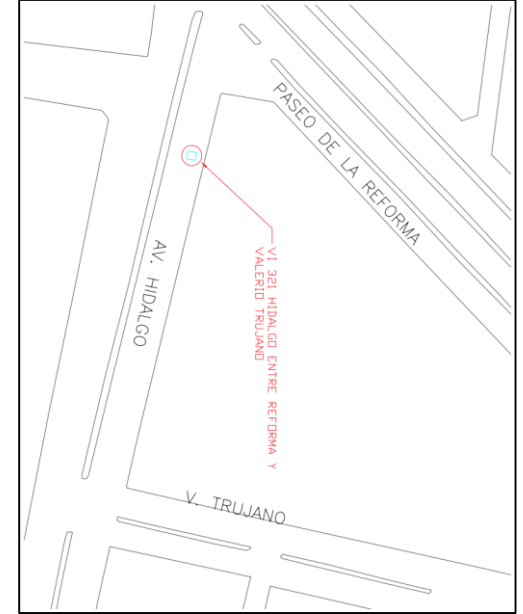 PASEO DE LA REFORMA
AV. HIDALGO
VI 321 HIDALGO ENTRE REFORMA Y
VALERIO TRUJANO
V. TRUJANO